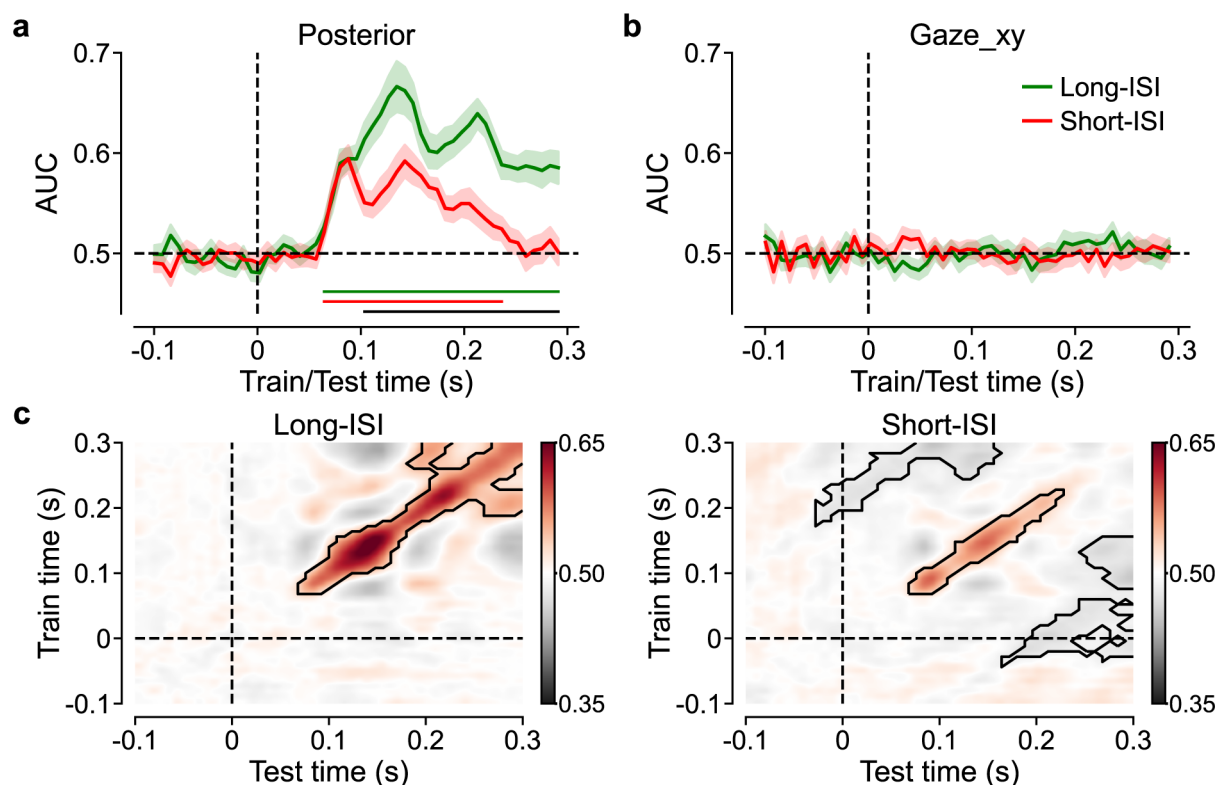 a
Posterior
0.7
0.6
0.5
AUC
-0.1 0 0.1 0.2 0.3
Train/Test time (s)
b
Gaze_xy
Long-ISI
Short-ISI
0.7
0.6
0.5
AUC
-0.1 0 0.1 0.2 0.3
Train/Test time (s)
c
Long-ISI
0.3
0.2
0.1
0
-0.1
Train time (s)
-0.1 0 0.1 0.2 0.3
Test time (s)
0.65
0.50
0.35
Short-ISI
0.3
0.2
0.1
0
-0.1
Train time (s)
-0.1 0 0.1 0.2 0.3
Test time (s)
0.65
0.50
0.35